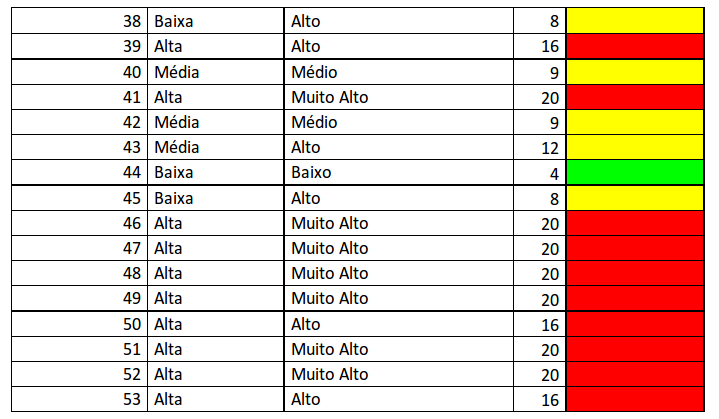 38 Baixa Alto 8
39 Alta Alto 16
40 Média Médio 9
41 Alta Muito Alto 20
42 Média Médio 9
43 Média Alto 12
44 Baixa Baixo 4
45 Baixa Alto 8
46 Alta Muito Alto 20
47 Alta Muito Alto 20
48 Alta Muito Alto 20
49 Alta Muito Alto 20
50 Alta Alto 16
51 Alta Muito Alto 20
52 Alta Muito Alto 20
53 Alta Alto 16